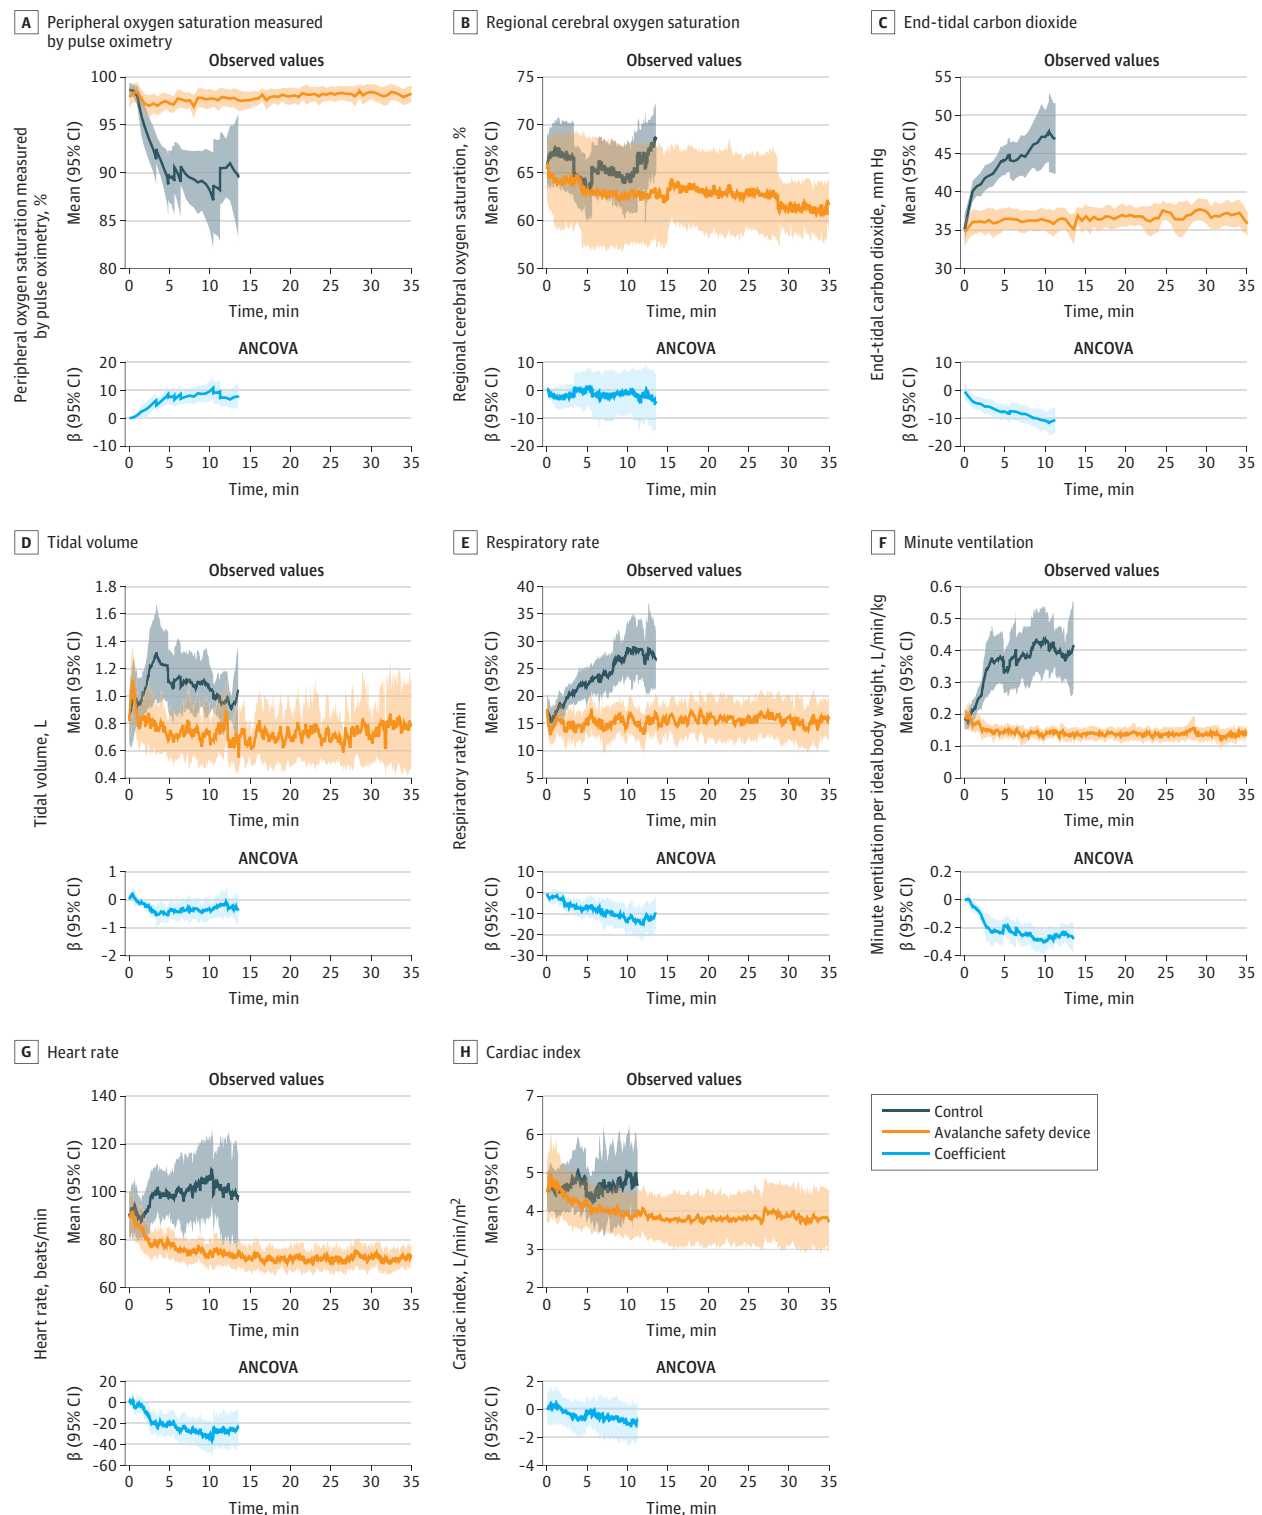 A Peripheral oxygen saturation measured
by pulse oximetry
Observed values
Peripheral oxygen saturation measured
by pulse oximetry, %
Mean (95% CI)
100
95
90
85
80
0 5 10 15 20 25 30 35
Time, min
ANCOVA
β (95% CI)
20
10
0
-10
0 5 10 15 20 25 30 35
Time, min
B Regional cerebral oxygen saturation
Observed values
Regional cerebral oxygen saturation, %
Mean (95% CI)
75
70
65
60
50
0 5 10 15 20 25 30 35
Time, min
ANCOVA
β (95% CI)
10
0
-10
-20
0 5 10 15 20 25 30 35
Time, min
C End-tidal carbon dioxide
Observed values
End-tidal carbon dioxide, mm Hg
Mean (95% CI)
55
50
45
40
35
30
0 5 10 15 20 25 30 35
Time, min
ANCOVA
β (95% CI)
10
0
-10
-20
0 5 10 15 20 25 30 35
Time, min
D Tidal volume
Observed values
Tidal volume, L
Mean (95% CI)
1.8
1.6
1.4
1.2
1.0
0.8
0.6
0.4
0 5 10 15 20 25 30 35
Time, min
ANCOVA
β (95% CI)
1
0
-1
-2
0 5 10 15 20 25 30 35
Time, min
E Respiratory rate
Observed values
Respiratory rate/min
Mean (95% CI)
40
35
30
25
20
15
10
5
0 5 10 15 20 25 30 35
Time, min
ANCOVA
β (95% CI)
10
0
-10
-20
-30
0 5 10 15 20 25 30 35
Time, min
F Minute ventilation
Observed values
Minute ventilation per ideal body weight, L/min/kg
Mean (95% CI)
0.6
0.5
0.4
0.3
0.2
0.1
0
0 5 10 15 20 25 30 35
Time, min
ANCOVA
β (95% CI)
0.2
0
-0.2
-0.4
0 5 10 15 20 25 30 35
Time, min
G Heart rate
Observed values
Heart rate, beats/min
Mean (95% CI)
140
120
100
80
60
0 5 10 15 20 25 30 35
Time, min
ANCOVA
β (95% CI)
20
0
-20
-40
-60
0 5 10 15 20 25 30 35
Time, min
H Cardiac index
Observed values
Cardiac index, L/min/m²
Mean (95% CI)
7
6
5
4
3
2
0 5 10 15 20 25 30 35
Time, min
ANCOVA
β (95% CI)
2
0
-2
-4
0 5 10 15 20 25 30 35
Time, min
Control
Avalanche safety device
Coefficient